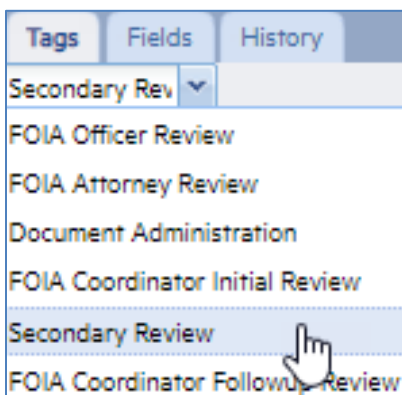 Tags Fields History
Secondary Rev
FOIA Officer Review
FOIA Attorney Review
Document Administration
FOIA Coordinator Initial Review
Secondary Review
FOIA Coordinator Followup Review